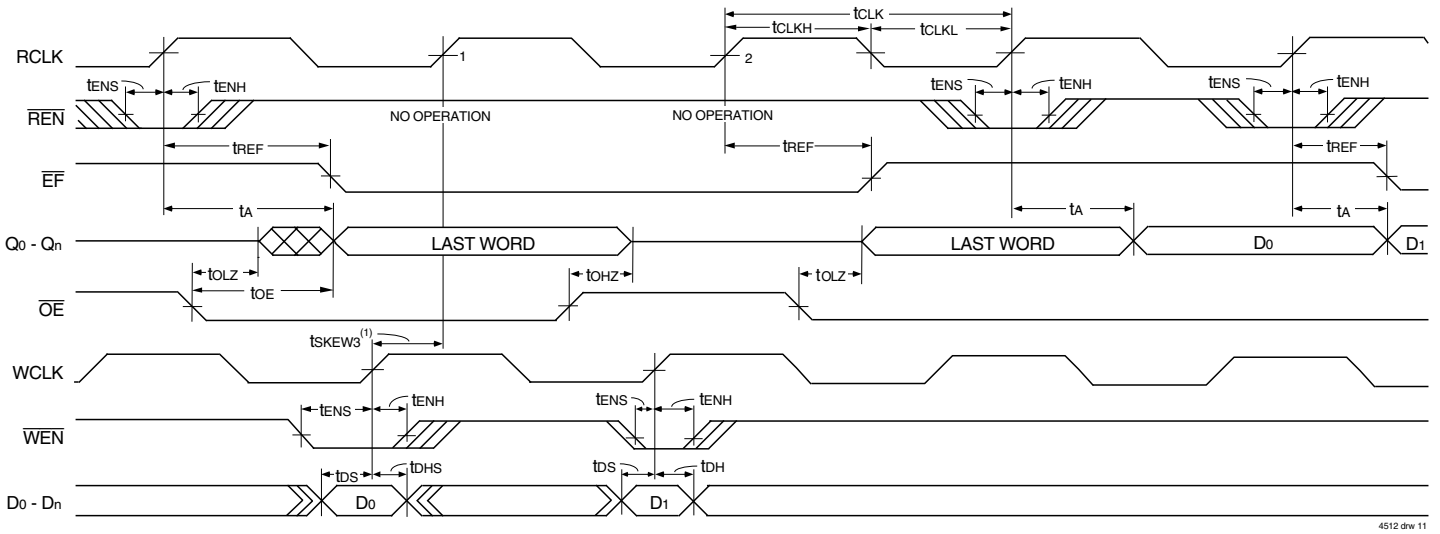 tCLK
tCLKH tCLKL
RCLK 1 2
tENS tENH tENS tENH tENS tENH
REN NO OPERATION NO OPERATION
tREF tREF tREF
EF
tA tA tA
Q0 - Qn LAST WORD LAST WORD D0 D1
tOLZ tOHZ tOLZ
tOE
OE
tSKEW3(1)
WCLK
tENS tENH tENS tENH
WEN
tDS tDHS tDS tDH
D0 - Dn D0 D1
4512 drw 11